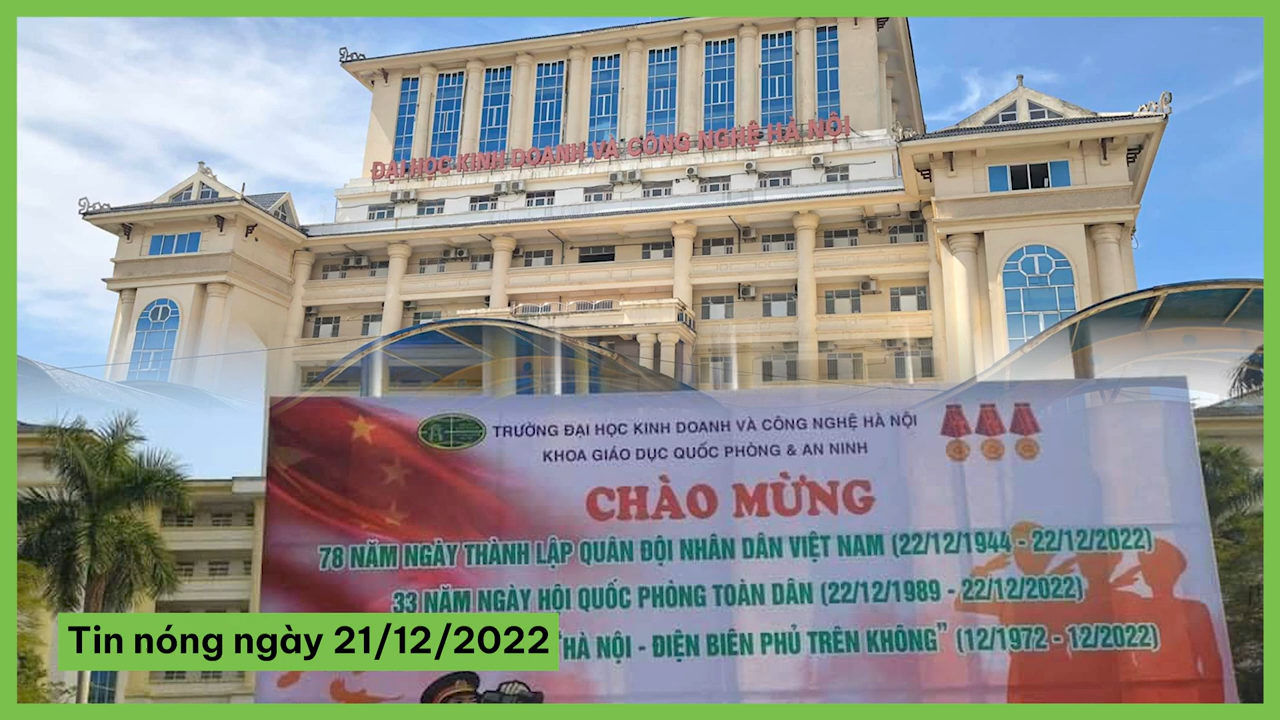 ĐẠI HỌC KINH DOANH VÀ CÔNG NGHỆ HÀ NỘI
TRƯỜNG ĐẠI HỌC KINH DOANH VÀ CÔNG NGHỆ HÀ NỘI
KHOA GIÁO DỤC QUỐC PHÒNG & AN NINH
CHÀO MỪNG
78 NĂM NGÀY THÀNH LẬP QUÂN ĐỘI NHÂN DÂN VIỆT NAM (22/12/1944 - 22/12/2022)
33 NĂM NGÀY HỘI QUỐC PHÒNG TOÀN DÂN (22/12/1989 - 22/12/2022)
"HÀ NỘI - ĐIỆN BIÊN PHỦ TRÊN KHÔNG" (12/1972 - 12/2022)
Tin nóng ngày 21/12/2022